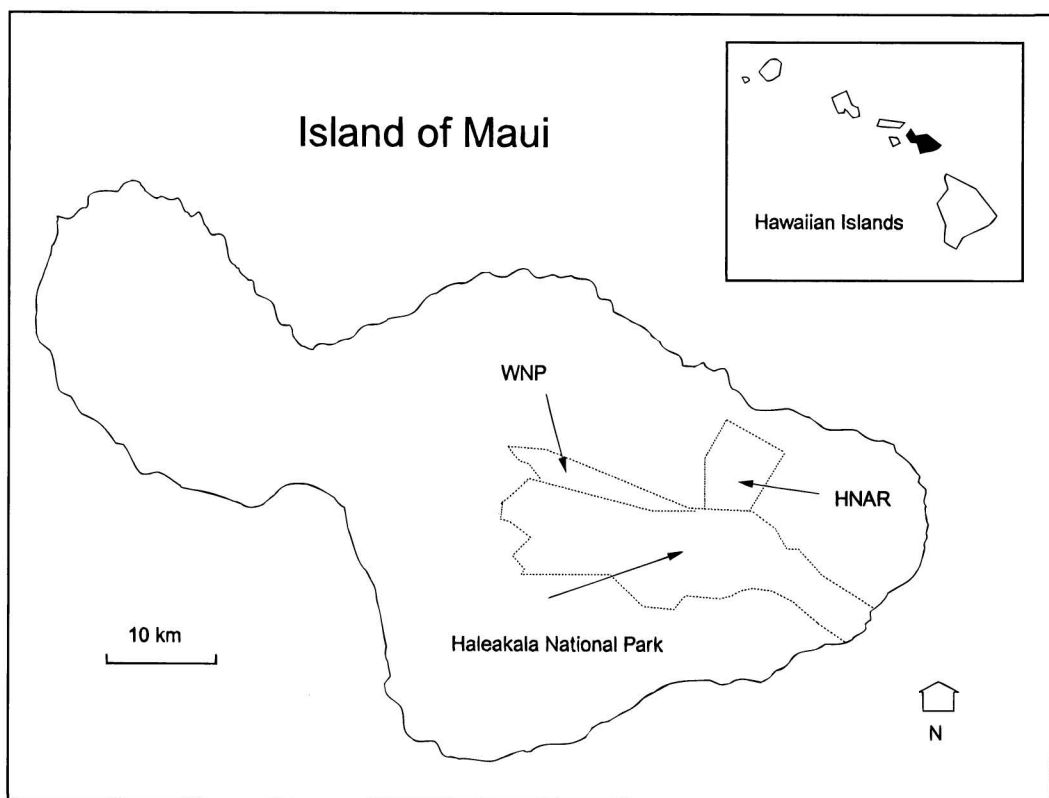 Island of Maui
Hawaiian Islands
WNP
HNAR
10 km
Haleakala National Park
N